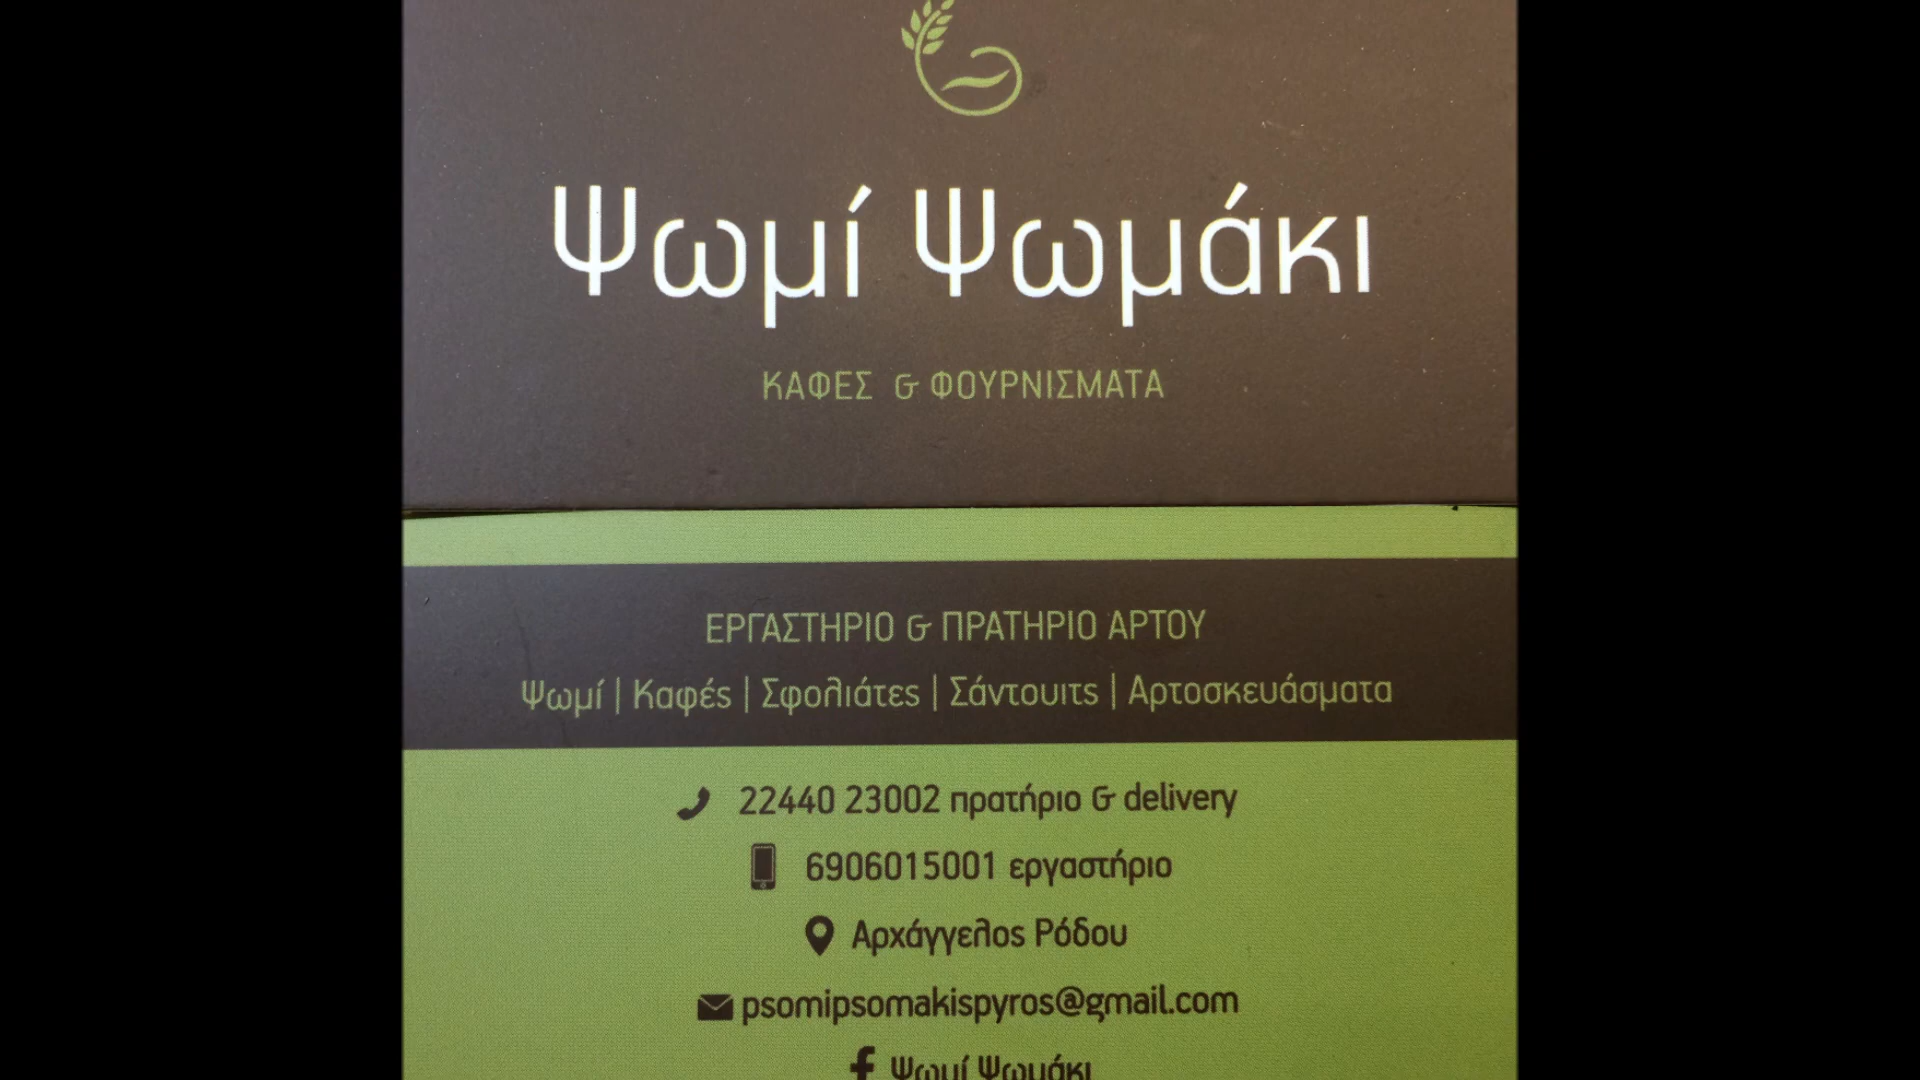 Ψωμί Ψωμάκι
ΚΑΦΕΣ & ΦΟΥΡΝΙΣΜΑΤΑ
ΕΡΓΑΣΤΗΡΙΟ & ΠΡΑΤΗΡΙΟ ΑΡΤΟΥ
Ψωμί | Καφές | Σφολιάτες | Σάντουιτς | Αρτοσκευάσματα
22440 23002 πρατήριο & delivery
6906015001 εργαστήριο
Αρχάγγελος Ρόδου
psomipsomakispyros@gmail.com
Ψωμί Ψωμάκι